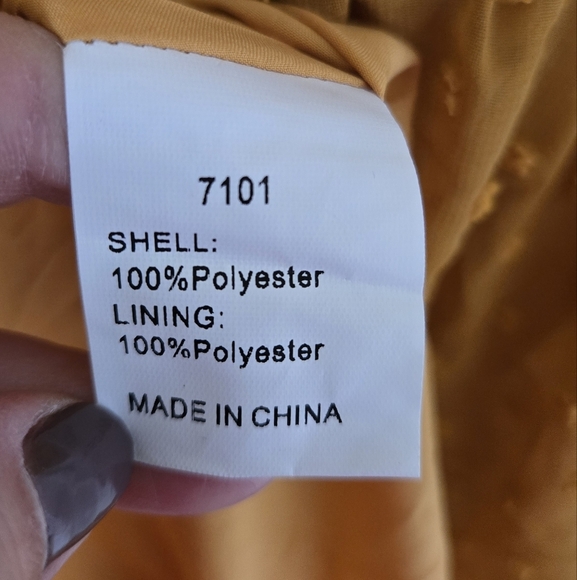 7101
SHELL:
100%Polyester
LINING:
100%Polyester
MADE IN CHINA